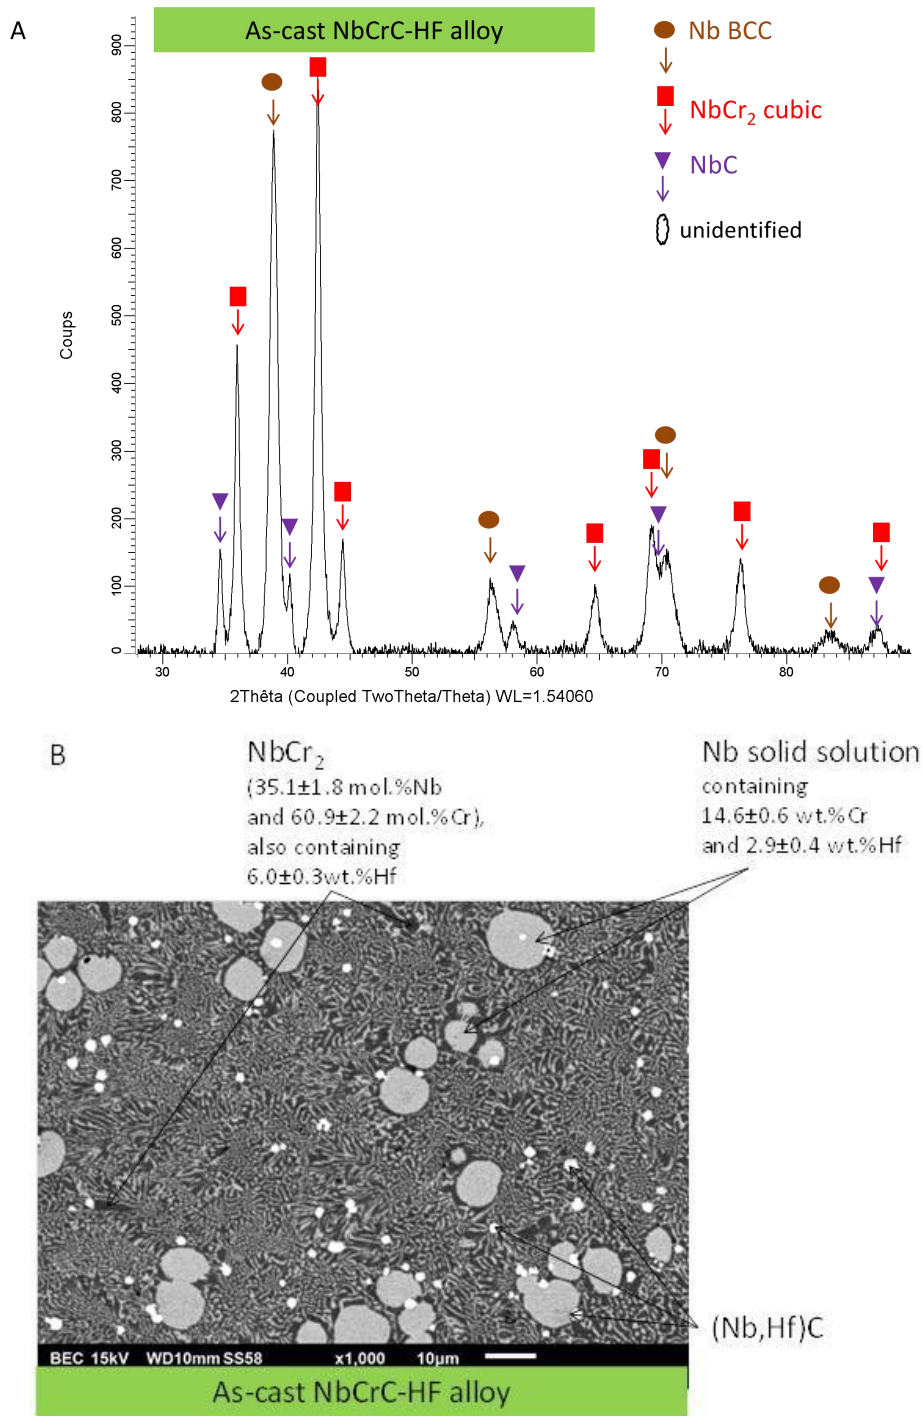 A
As-cast NbCrC-HF alloy
Nb BCC
NbCr₂ cubic
NbC
unidentified
Coups
900
800
700
600
500
400
300
200
100
0
30
40
50
60
70
80
2Thêta (Coupled TwoTheta/Theta) WL=1.54060
B
NbCr₂
(35.1±1.8 mol.%Nb
and 60.9±2.2 mol.%Cr),
also containing
6.0±0.3wt.%Hf
Nb solid solution
containing
14.6±0.6 wt.%Cr
and 2.9±0.4 wt.%Hf
(Nb,Hf)C
BEC 15kV WD10mm SS58 x1,000 10µm
As-cast NbCrC-HF alloy